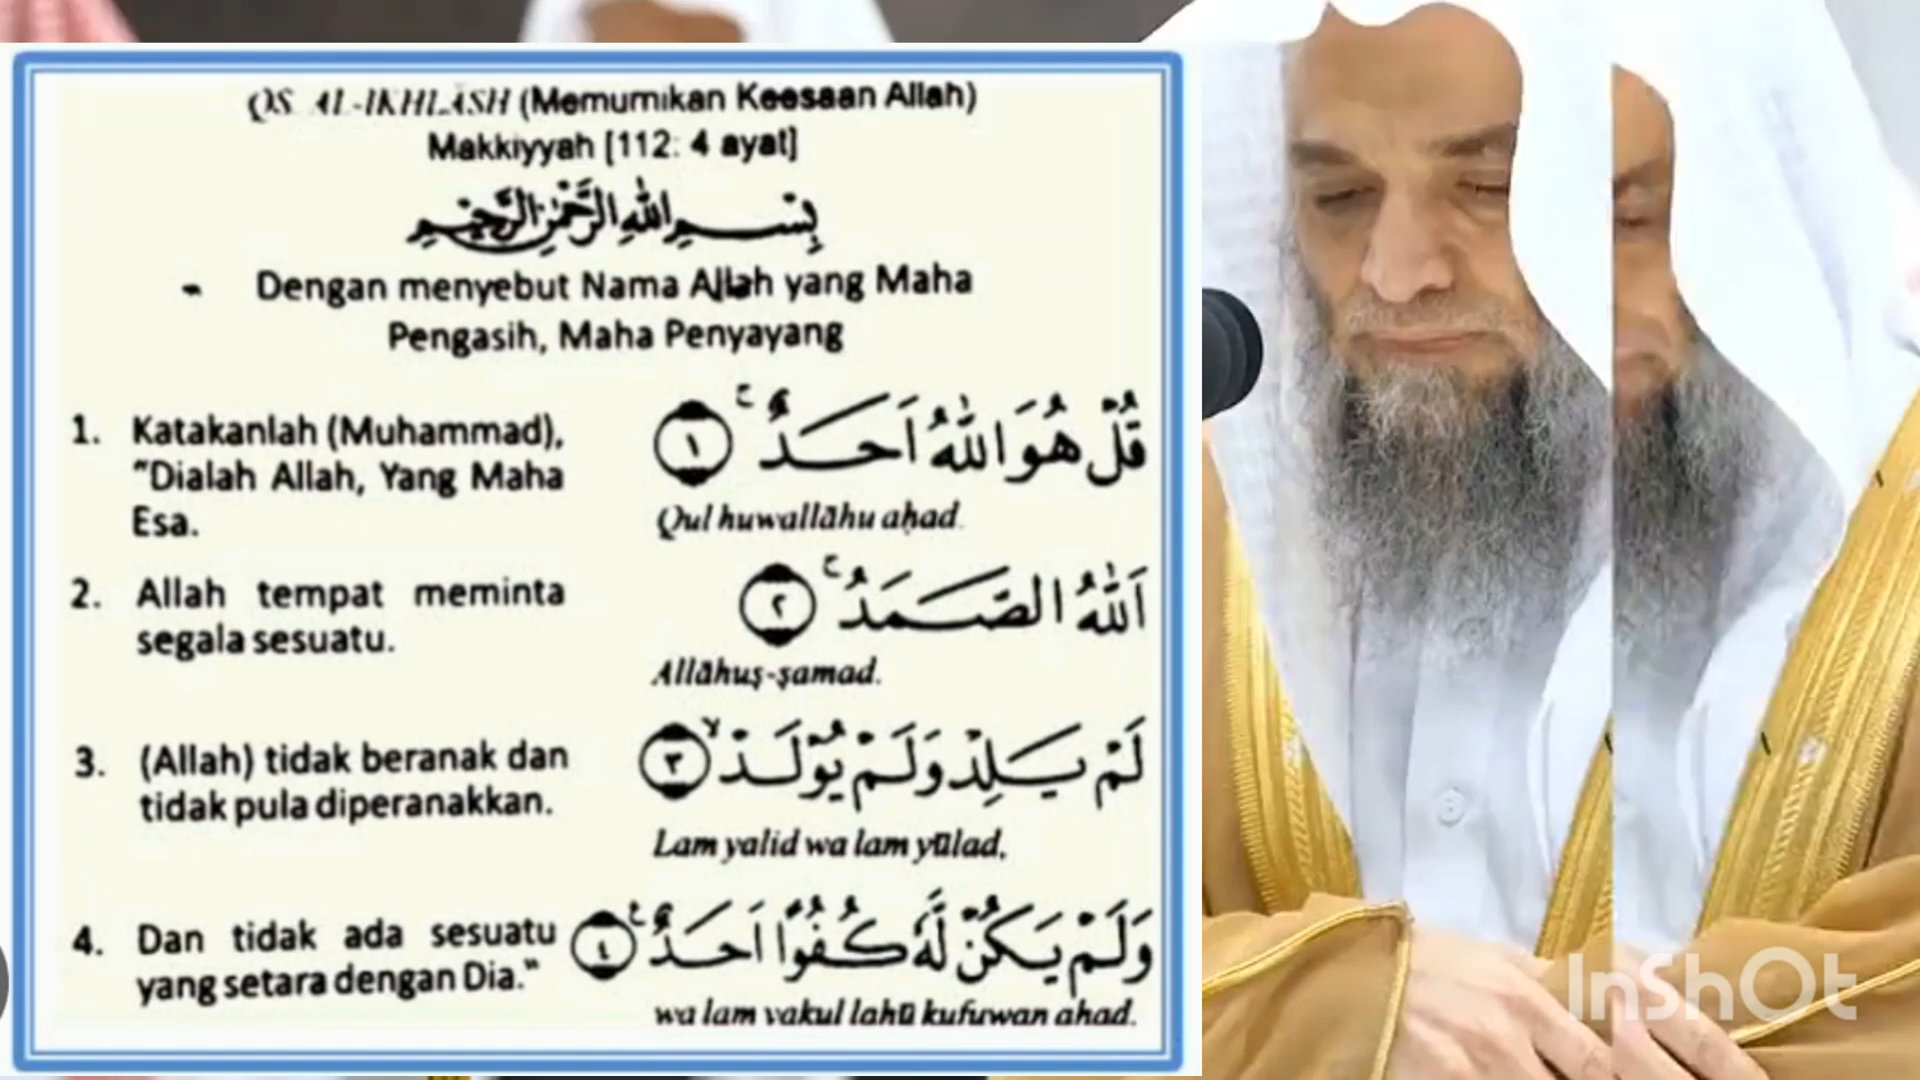 QS. AL-IKHLĀSH (Memurnikan Keesaan Allah)
Makkiyyah [112: 4 ayat]
بِسْمِ اللهِ الرَّحْمٰنِ الرَّحِيْمِ
- Dengan menyebut Nama Allah yang Maha
Pengasih, Maha Penyayang
1. Katakanlah (Muhammad),
"Dialah Allah, Yang Maha
Esa.
قُلْ هُوَ اللّٰهُ اَحَدٌۚ ١
Qul huwallāhu aḥad.
2. Allah tempat meminta
segala sesuatu.
اَللّٰهُ الصَّمَدُۚ ٢
Allāhuṣ-ṣamad.
3. (Allah) tidak beranak dan
tidak pula diperanakkan.
لَمْ يَلِدْ وَلَمْ يُوْلَدْۙ ٣
Lam yalid wa lam yūlad,
4. Dan tidak ada sesuatu
yang setara dengan Dia."
وَلَمْ يَكُنْ لَّهٗ كُفُوًا اَحَدٌۚ ٤
wa lam yakul lahū kufuwan ahad.
InShOt